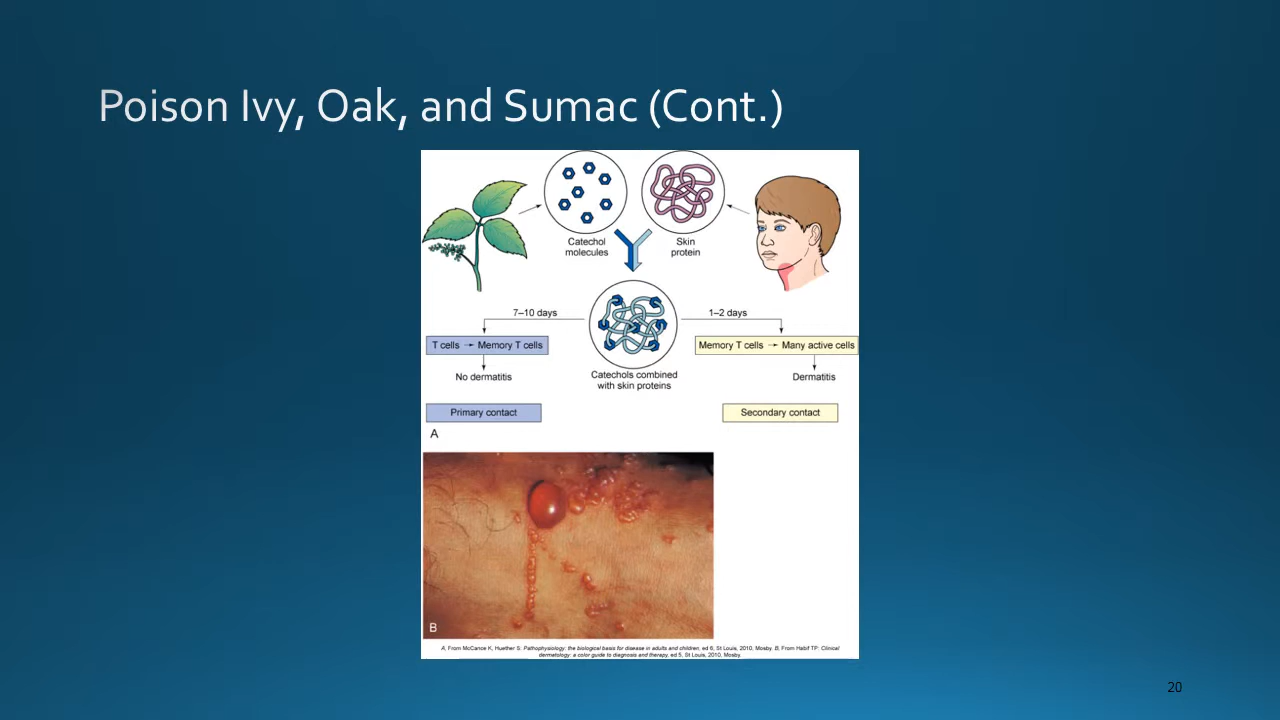 Poison Ivy, Oak, and Sumac (Cont.)
Catechol
molecules
Skin
protein
7–10 days
1–2 days
T cells → Memory T cells
Memory T cells → Many active cells
No dermatitis
Catechols combined
with skin proteins
Dermatitis
Primary contact
Secondary contact
A
B
A, From McCance K, Huether S: Pathophysiology: the biological basis for disease in adults and children, ed 6, St Louis, 2010, Mosby. B, From Habif TP: Clinical
dermatology: a color guide to diagnosis and therapy, ed 5, St Louis, 2010, Mosby.
20